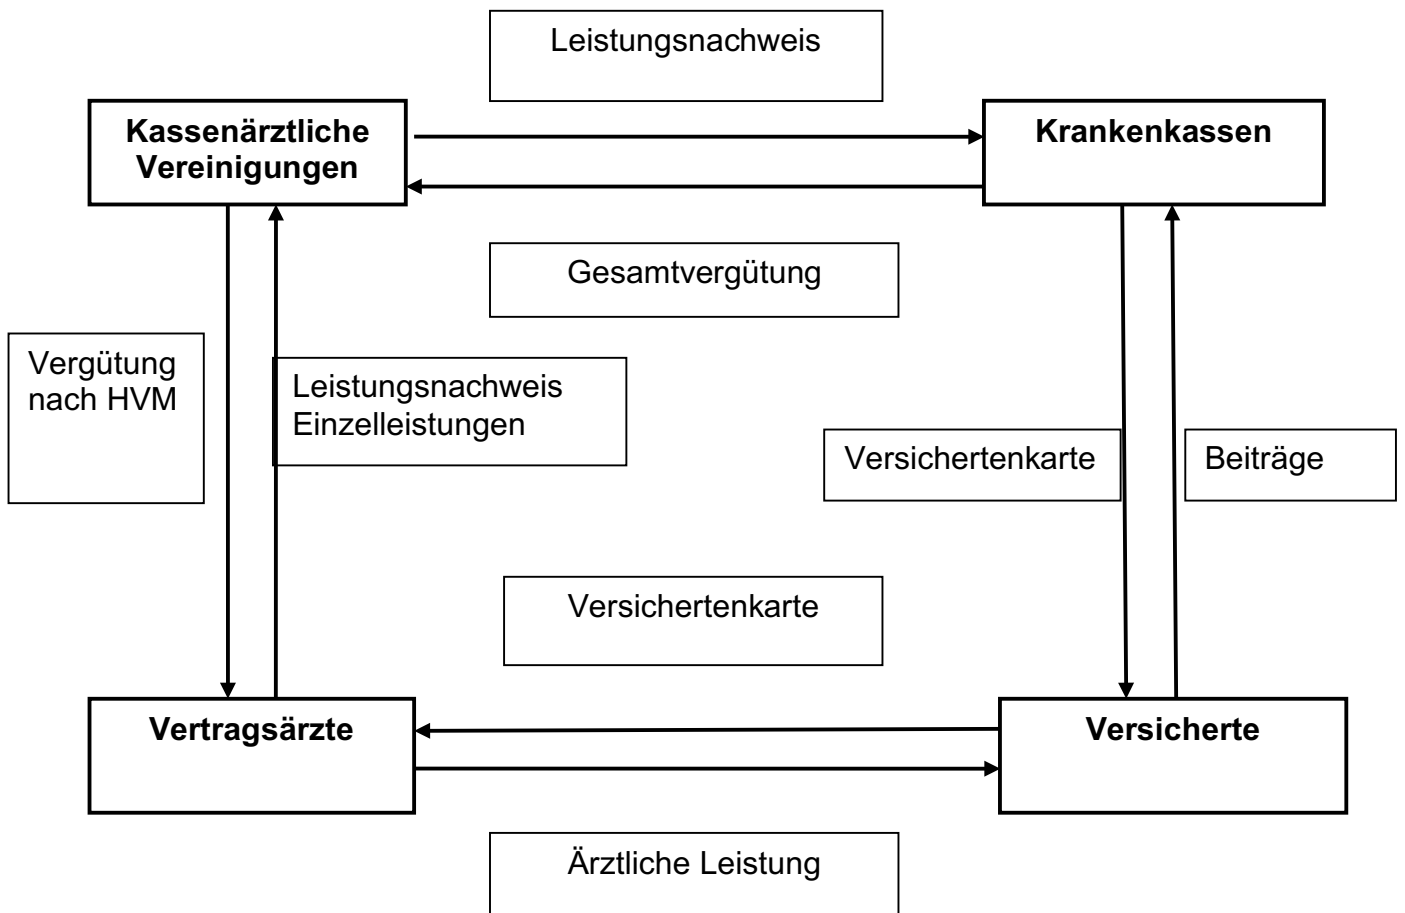 Leistungsnachweis
Kassenärztliche
Vereinigungen
Krankenkassen
Gesamtvergütung
Vergütung
nach HVM
Leistungsnachweis
Einzelleistungen
Versichertenkarte
Beiträge
Versichertenkarte
Vertragsärzte
Versicherte
Ärztliche Leistung